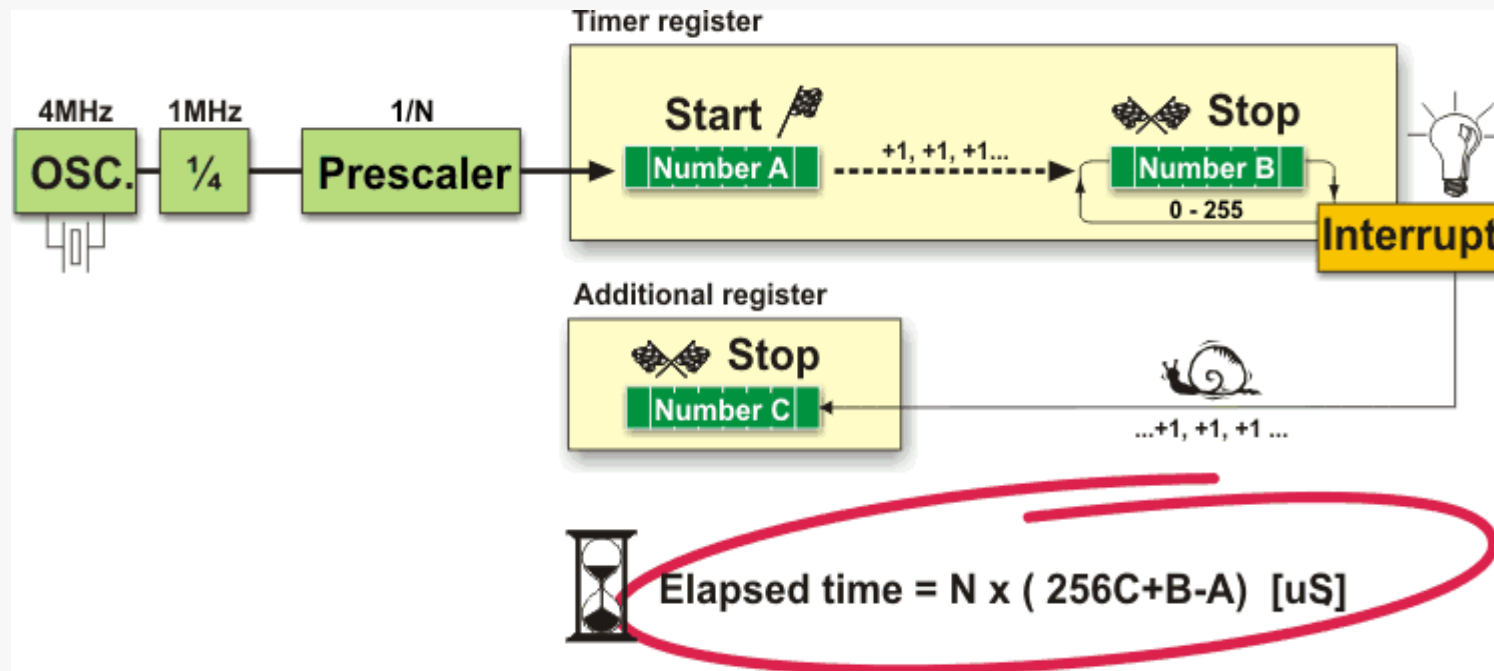 Timer register
4MHz 1MHz 1/N
OSC. ¼ Prescaler
Start Stop
Number A +1, +1, +1... Number B
0 - 255
Interrupt
Additional register
Stop
Number C
...+1, +1, +1 ...
Elapsed time = N x ( 256C+B-A) [uS]